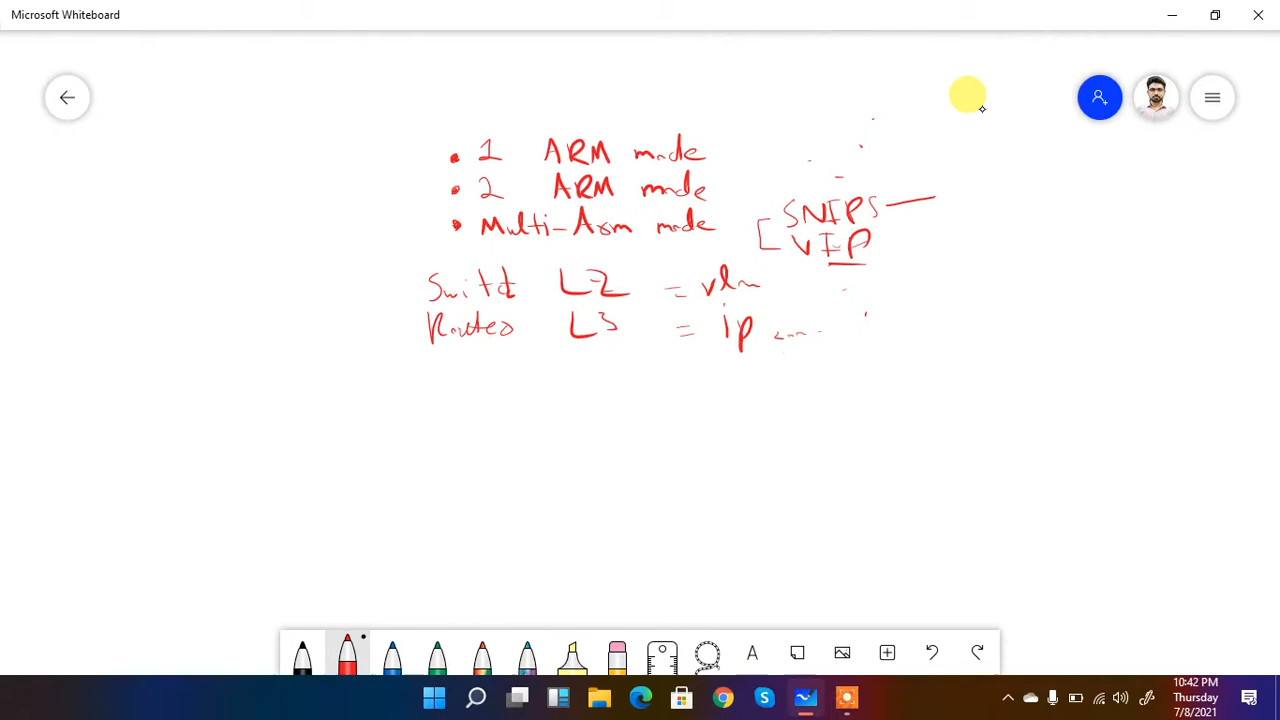 Microsoft Whiteboard
• 1 ARM mode
• 2 ARM mode
• Multi-Arm mode
[ SNIPS —
VIP
Switch L2 = vlan
Router L3 = ip
A
10:42 PM
Thursday
7/8/2021